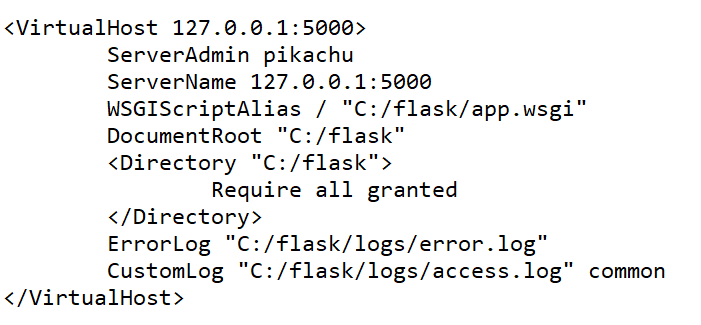 <VirtualHost 127.0.0.1:5000>
        ServerAdmin pikachu
        ServerName 127.0.0.1:5000
        WSGIScriptAlias / "C:/flask/app.wsgi"
        DocumentRoot "C:/flask"
        <Directory "C:/flask">
                Require all granted
        </Directory>
        ErrorLog "C:/flask/logs/error.log"
        CustomLog "C:/flask/logs/access.log" common
</VirtualHost>